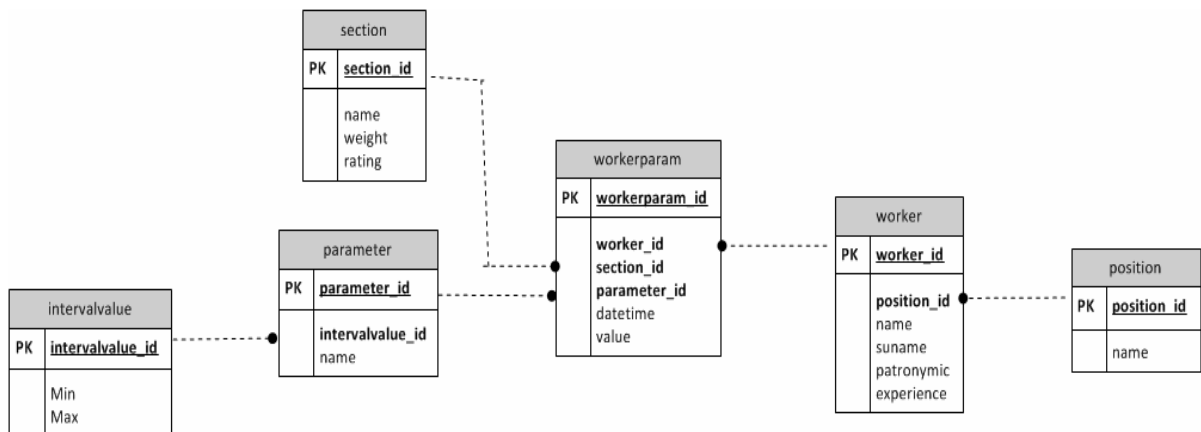 section
PK section_id
name
weight
rating
parameter
PK parameter_id
intervalvalue_id
name
intervalvalue
PK intervalvalue_id
Min
Max
workerparam
PK workerparam_id
worker_id
section_id
parameter_id
datetime
value
worker
PK worker_id
position_id
name
suname
patronymic
experience
position
PK position_id
name